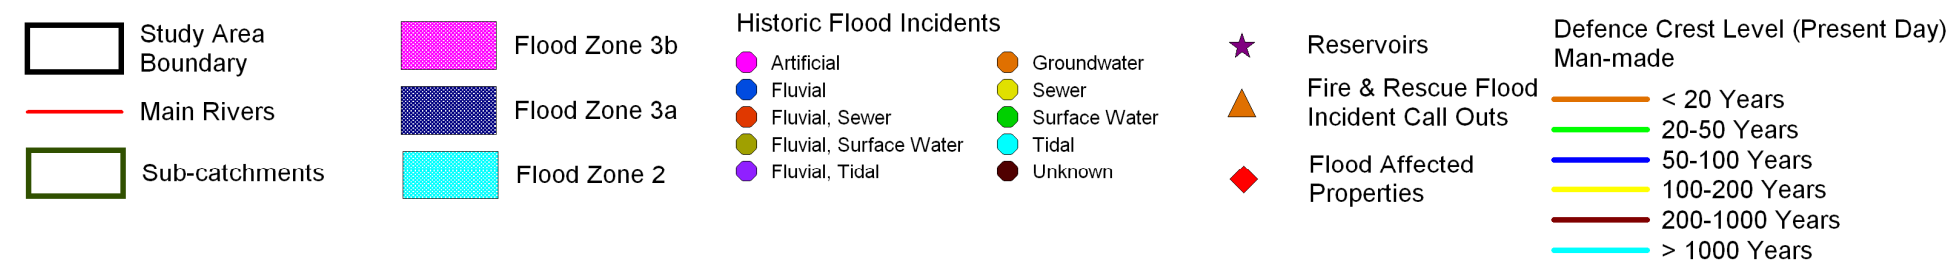 Study Area
Boundary
Main Rivers
Sub-catchments
Flood Zone 3b
Flood Zone 3a
Flood Zone 2
Historic Flood Incidents
Artificial
Fluvial
Fluvial, Sewer
Fluvial, Surface Water
Fluvial, Tidal
Groundwater
Sewer
Surface Water
Tidal
Unknown
Reservoirs
Fire & Rescue Flood
Incident Call Outs
Flood Affected
Properties
Defence Crest Level (Present Day)
Man-made
< 20 Years
20-50 Years
50-100 Years
100-200 Years
200-1000 Years
> 1000 Years